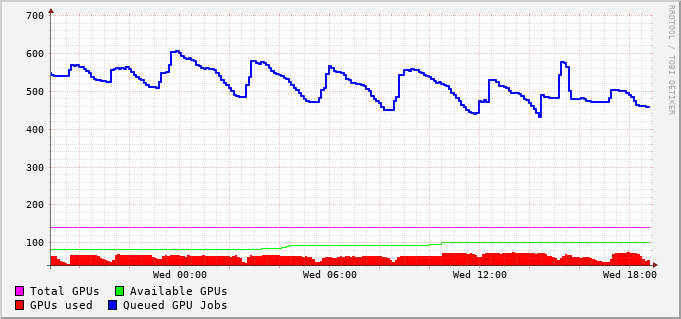 700
600
500
400
300
200
100
Wed 00:00 Wed 06:00 Wed 12:00 Wed 18:00
Total GPUs Available GPUs
GPUs used Queued GPU Jobs
RRDTOOL / TOBI OETIKER